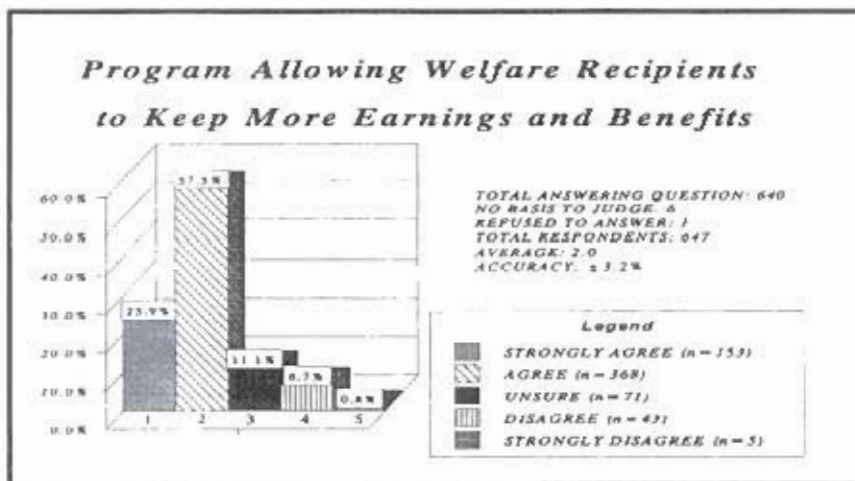 Program Allowing Welfare Recipients
to Keep More Earnings and Benefits
TOTAL ANSWERING QUESTION: 640
NO BASIS TO JUDGE: 6
REFUSED TO ANSWER: 1
TOTAL RESPONDENTS: 647
AVERAGE: 2.0
ACCURACY: ±3.2%
60.0%
50.0%
40.0%
30.0%
20.0%
10.0%
0.0%
23.9%
57.5%
11.1%
6.7%
0.8%
1 2 3 4 5
Legend
STRONGLY AGREE (n=153)
AGREE (n=368)
UNSURE (n=71)
DISAGREE (n=43)
STRONGLY DISAGREE (n=5)